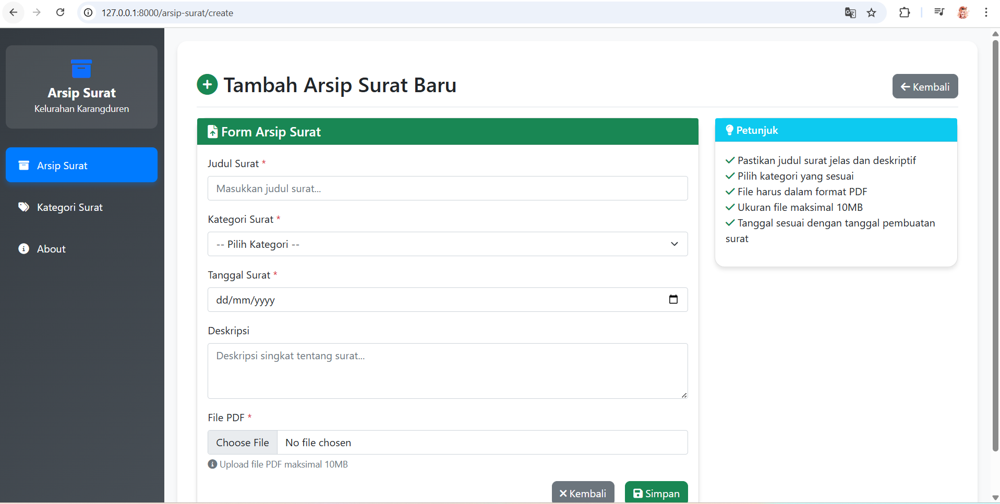 127.0.0.1:8000/arsip-surat/create
Arsip Surat
Kelurahan Karangduren
Arsip Surat
Kategori Surat
About
Tambah Arsip Surat Baru
Kembali
Form Arsip Surat
Judul Surat *
Masukkan judul surat...
Kategori Surat *
-- Pilih Kategori --
Tanggal Surat *
dd/mm/yyyy
Deskripsi
Deskripsi singkat tentang surat...
File PDF *
Choose File No file chosen
Upload file PDF maksimal 10MB
Kembali
Simpan
Petunjuk
Pastikan judul surat jelas dan deskriptif
Pilih kategori yang sesuai
File harus dalam format PDF
Ukuran file maksimal 10MB
Tanggal sesuai dengan tanggal pembuatan
surat